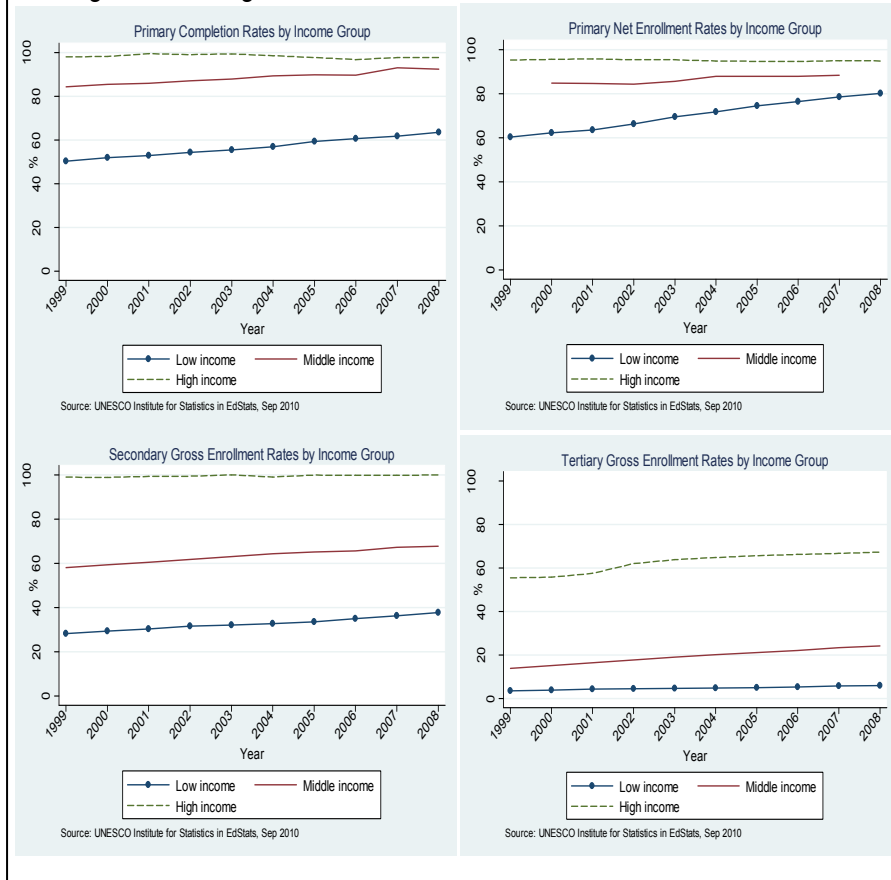 Primary Completion Rates by Income Group
100
80
60
%
40
20
0
1999 2000 2001 2002 2003 2004 2005 2006 2007 2008
Year
Low income Middle income
High income
Source: UNESCO Institute for Statistics in EdStats, Sep 2010
Primary Net Enrollment Rates by Income Group
100
80
60
%
40
20
0
1999 2000 2001 2002 2003 2004 2005 2006 2007 2008
Year
Low income Middle income
High income
Source: UNESCO Institute for Statistics in EdStats, Sep 2010
Secondary Gross Enrollment Rates by Income Group
100
80
60
%
40
20
0
1999 2000 2001 2002 2003 2004 2005 2006 2007 2008
Year
Low income Middle income
High income
Source: UNESCO Institute for Statistics in EdStats, Sep 2010
Tertiary Gross Enrollment Rates by Income Group
100
80
60
%
40
20
0
1999 2000 2001 2002 2003 2004 2005 2006 2007 2008
Year
Low income Middle income
High income
Source: UNESCO Institute for Statistics in EdStats, Sep 2010